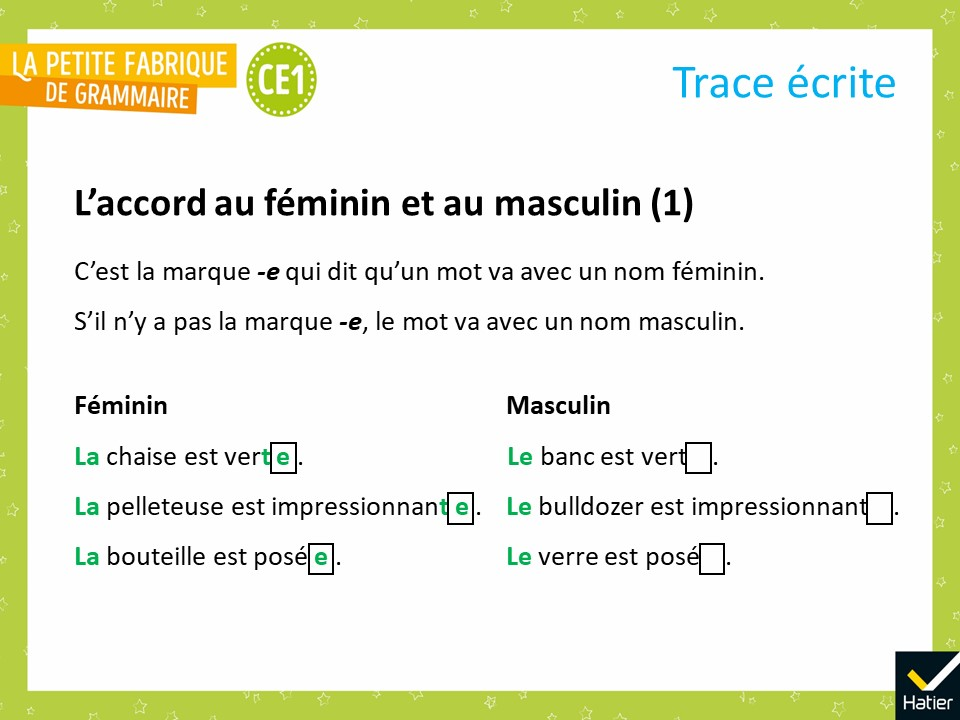 LA PETITE FABRIQUE
DE GRAMMAIRE
CE1
Trace écrite
L’accord au féminin et au masculin (1)
C’est la marque -e qui dit qu’un mot va avec un nom féminin.
S’il n’y a pas la marque -e, le mot va avec un nom masculin.
Féminin
La chaise est verte.
La pelleteuse est impressionnante.
La bouteille est posée.
Masculin
Le banc est vert.
Le bulldozer est impressionnant.
Le verre est posé.
Hatier